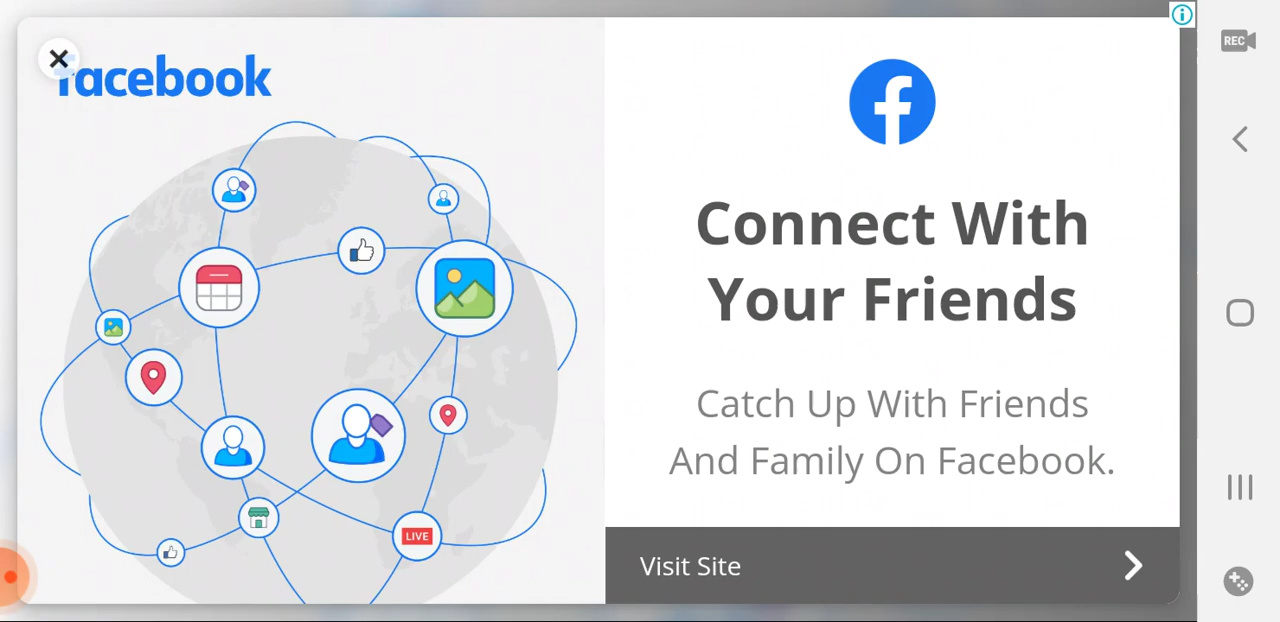 facebook
Connect With
Your Friends
Catch Up With Friends
And Family On Facebook.
Visit Site
LIVE
REC